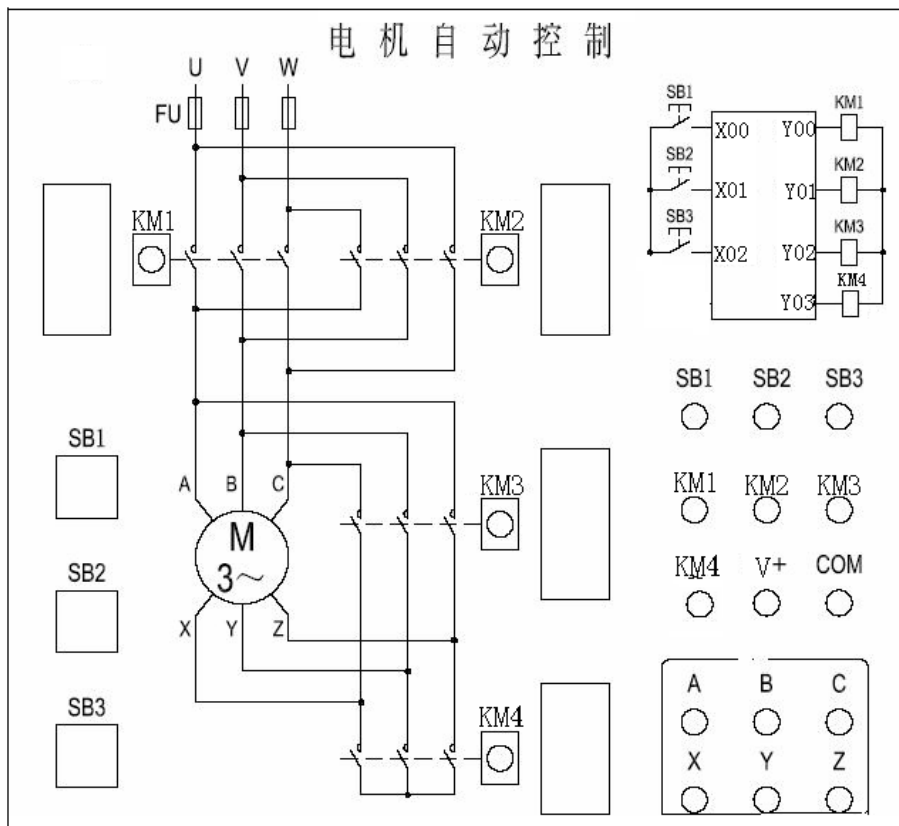 电机自动控制
U V W
FU
KM1
KM2
SB1
X00 Y00
KM1
SB2
X01 Y01
KM2
SB3
X02 Y02
KM3
Y03
KM4
SB1 SB2 SB3
KM1 KM2 KM3
KM4 V+ COM
SB1
SB2
SB3
A B C
M
3～
X Y Z
KM3
KM4
A B C
X Y Z